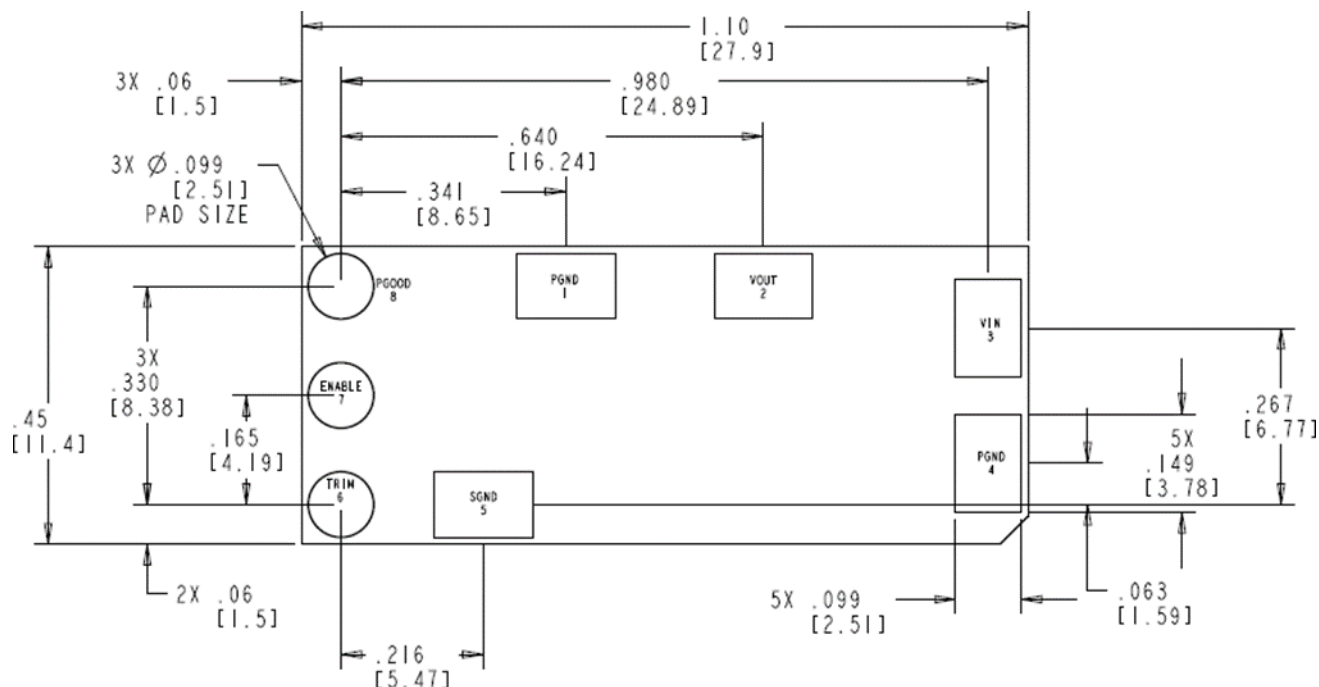 1.10
[27.9]
3X .06
[1.5]
.980
[24.89]
.640
[16.24]
3X Ø .099
[2.51]
PAD SIZE
.341
[8.65]
PGOOD
8
PGND
1
VOUT
2
VIN
3
3X
.330
[8.38]
ENABLE
7
.45
[11.4]
.165
[4.19]
.267
[6.77]
5X
.149
[3.78]
PGND
4
TRIM
6
SGND
5
2X .06
[1.5]
5X .099
[2.51]
.063
[1.59]
.216
[5.47]